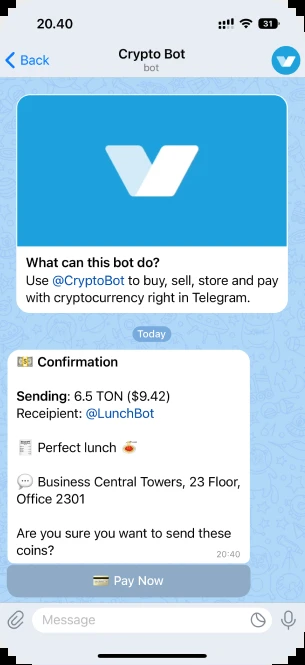 20.40
31
Back
Crypto Bot
bot
What can this bot do?
Use @CryptoBot to buy, sell, store and pay
with cryptocurrency right in Telegram.
Today
Confirmation
Sending: 6.5 TON ($9.42)
Receipient: @LunchBot
Perfect lunch
Business Central Towers, 23 Floor,
Office 2301
Are you sure you want to send these
coins?
20:40
Pay Now
Message